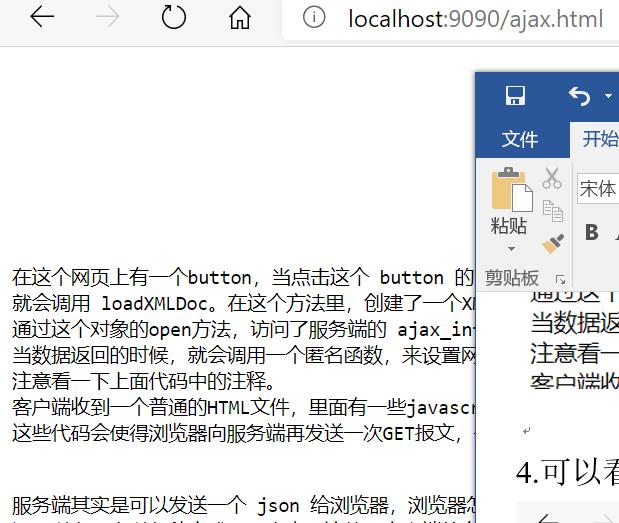 localhost:9090/ajax.html
文件
开始
粘贴
宋体
B
剪贴板
在这个网页上有一个button，当点击这个 button 的
就会调用 loadXMLDoc。在这个方法里，创建了一个
通过这个对象的open方法，访问了服务端的 ajax_in
当数据返回的时候，就会调用一个匿名函数，来设置网
注意看一下上面代码中的注释。
客户端收到一个普通的HTML文件，里面有一些javascr
这些代码会使得浏览器向服务端再发送一次GET报文，
服务端其实是可以发送一个 json 给浏览器，浏览器怎
通过这个
当数据返
注意看一
客户端收
4.可以看